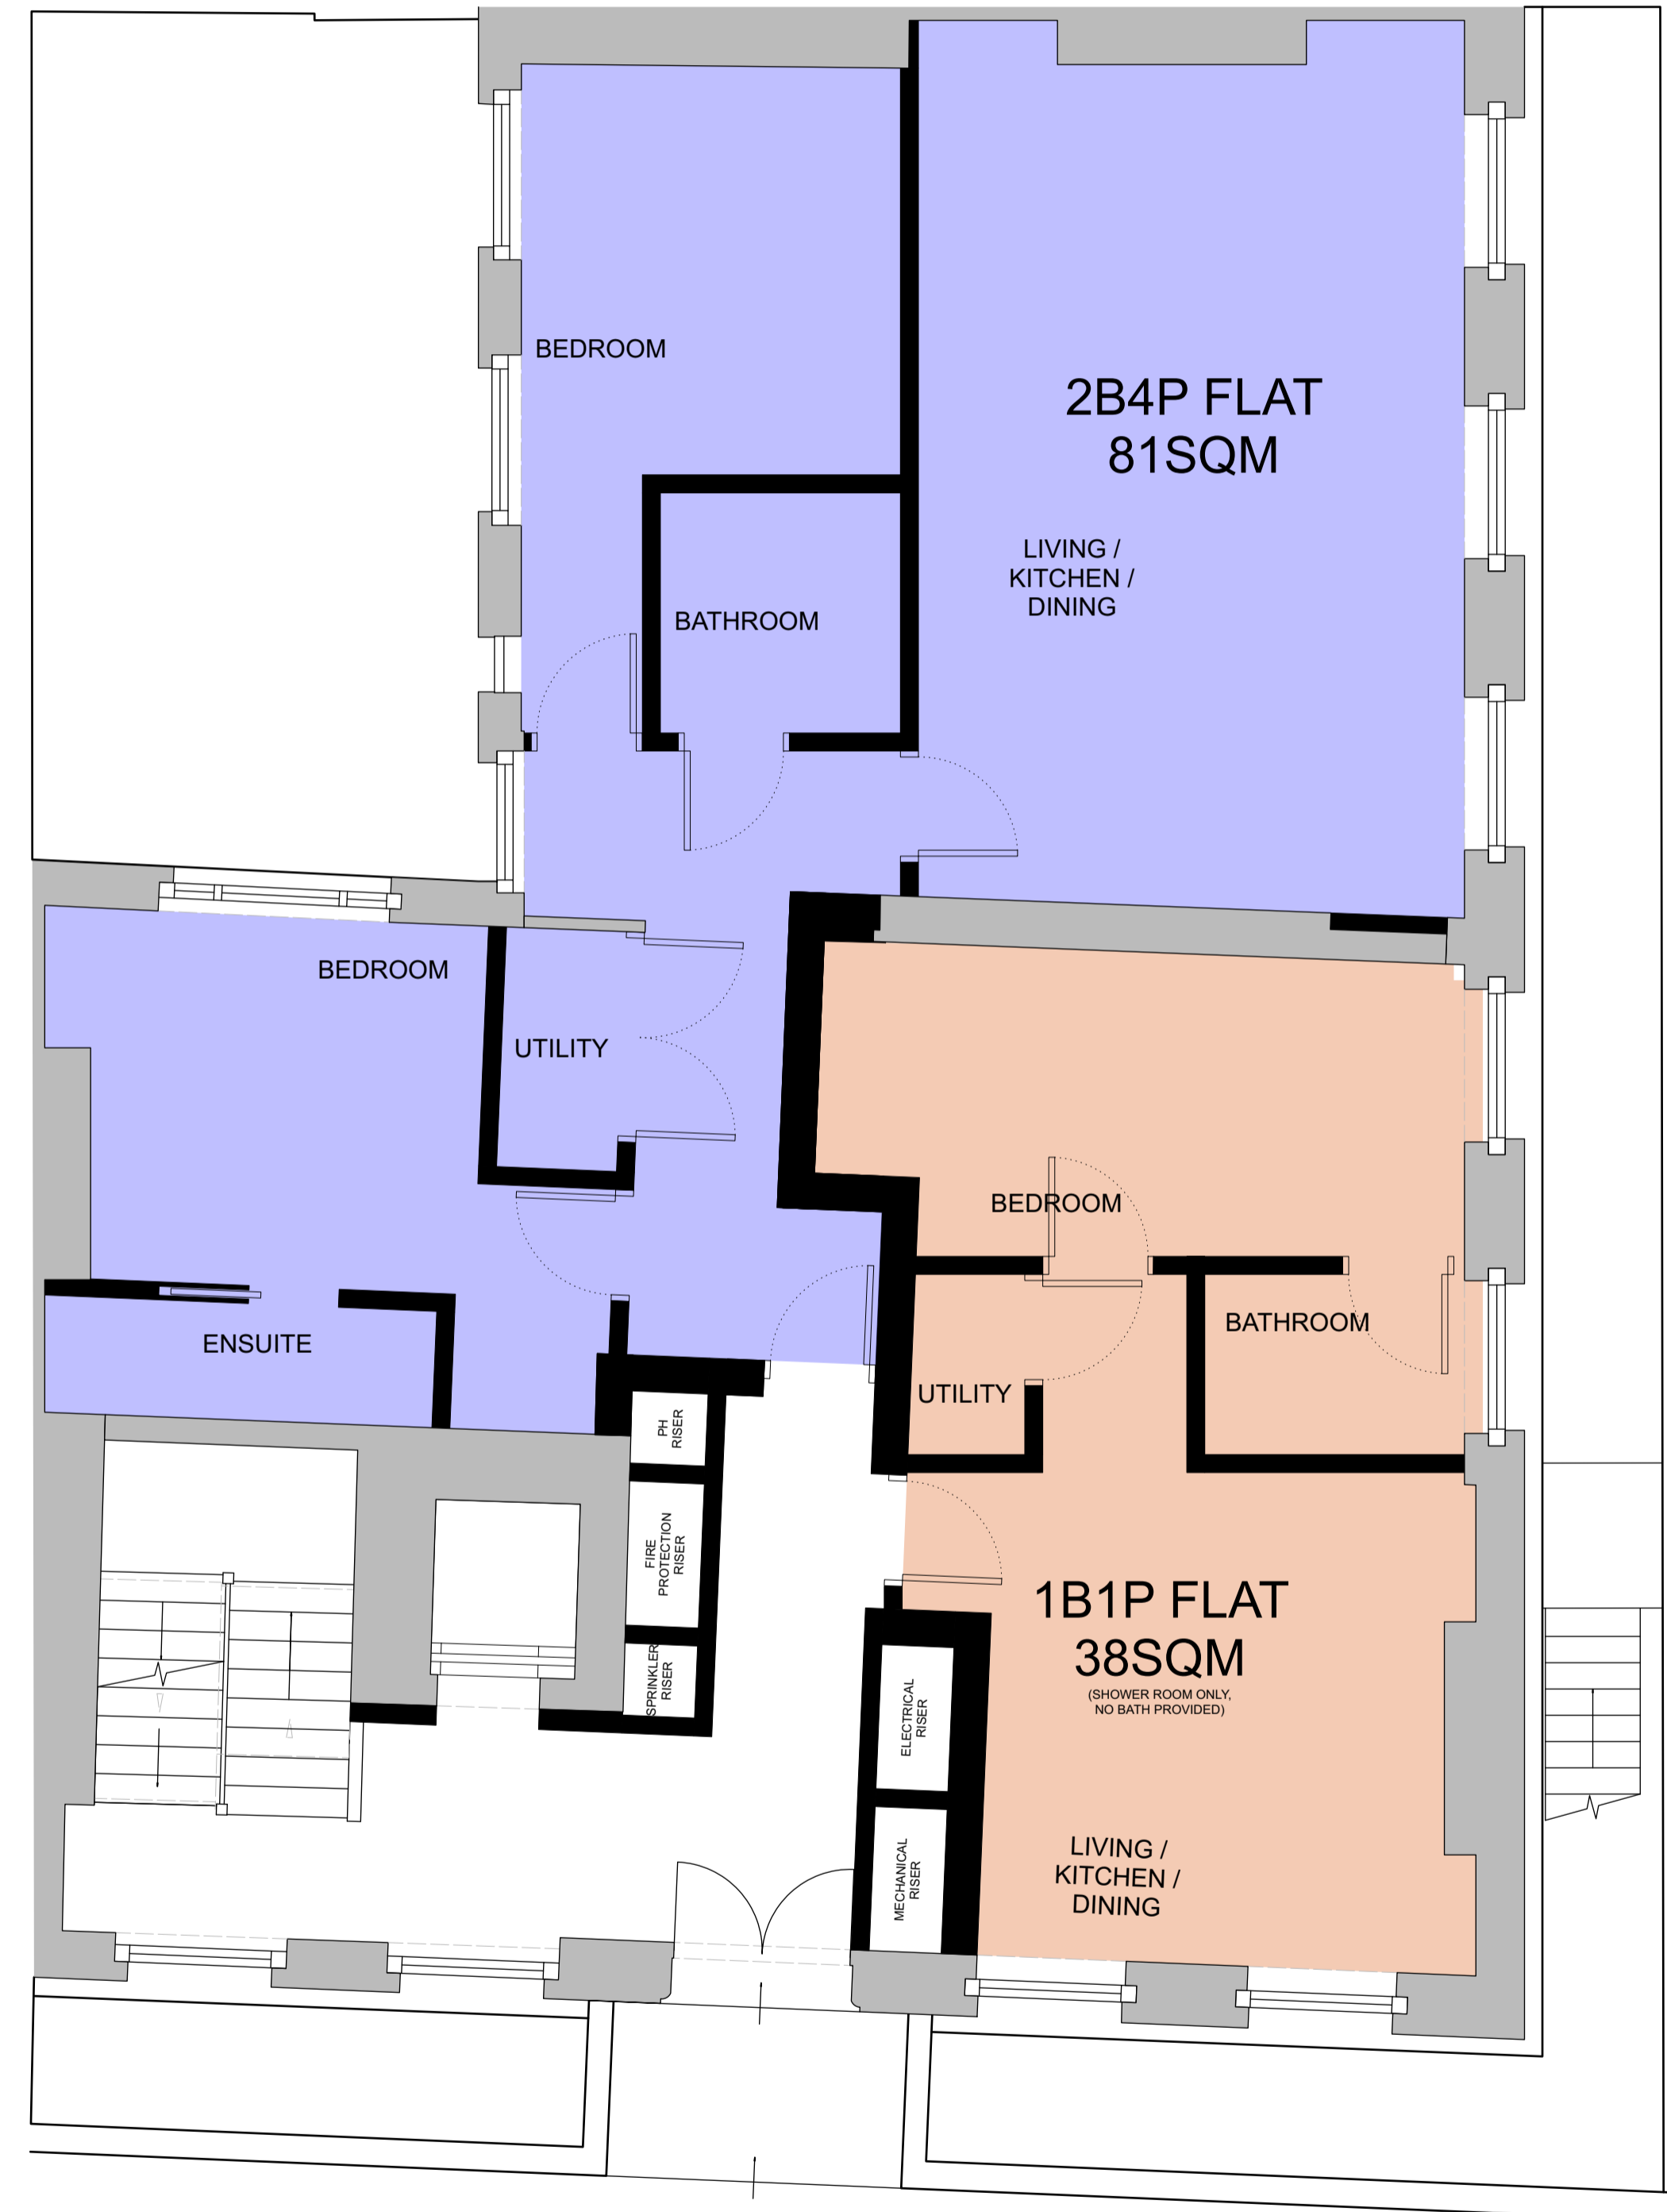 BEDROOM
2B4P FLAT
81SQM
LIVING /
KITCHEN /
DINING
BATHROOM
BEDROOM
UTILITY
BEDROOM
ENSUITE
BATHROOM
UTILITY
PH
RISER
FIRE
PROTECTION
RISER
SPRINKLER
RISER
1B1P FLAT
38SQM
(SHOWER ROOM ONLY,
NO BATH PROVIDED)
ELECTRICAL
RISER
MECHANICAL
RISER
LIVING /
KITCHEN /
DINING